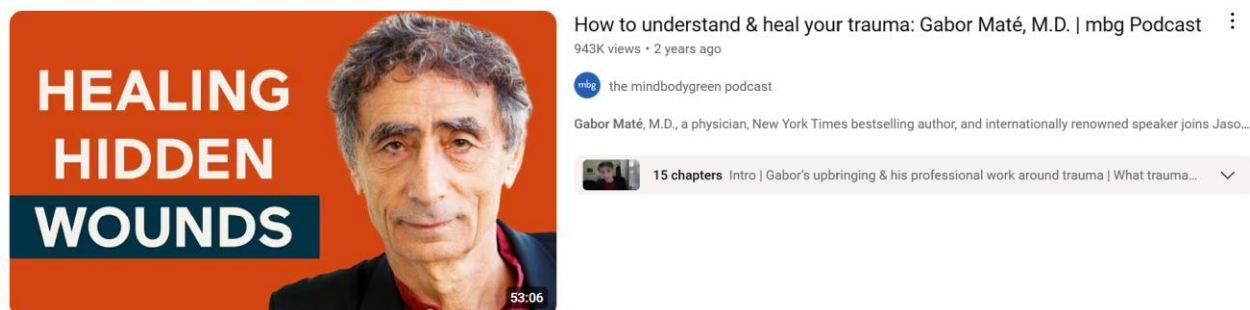 HEALING
HIDDEN
WOUNDS
53:06
How to understand & heal your trauma: Gabor Maté, M.D. | mbg Podcast
943K views • 2 years ago
mbg the mindbodygreen podcast
Gabor Maté, M.D., a physician, New York Times bestselling author, and internationally renowned speaker joins Jaso...
15 chapters Intro | Gabor's upbringing & his professional work around trauma | What trauma...